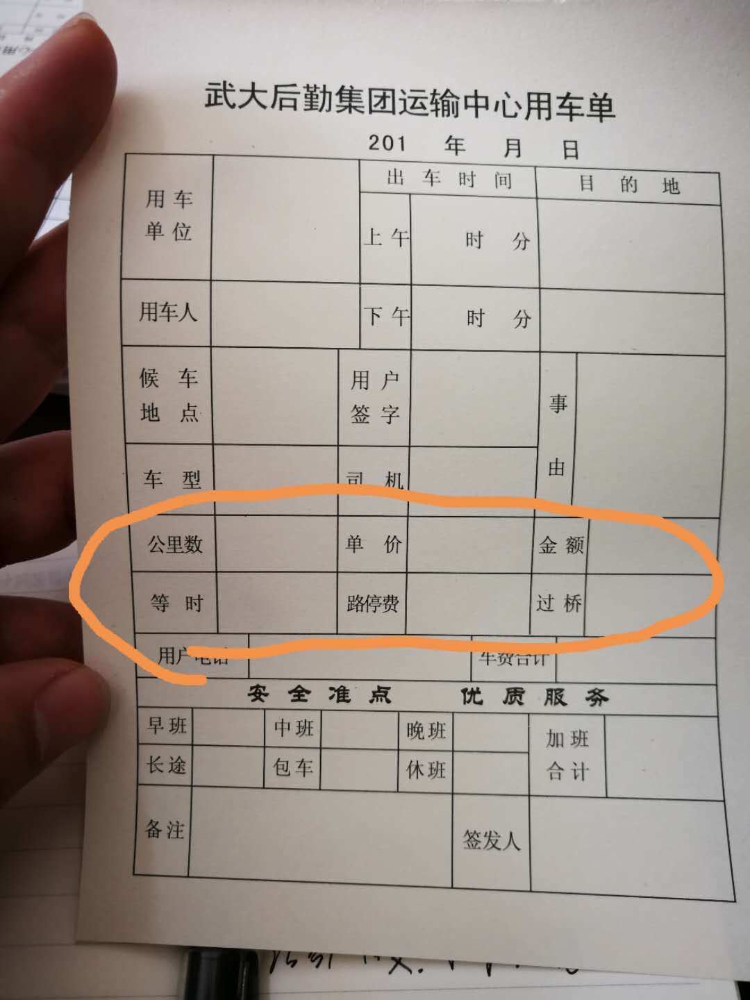 武大后勤集团运输中心用车单
201 年 月 日
用车单位 出车时间 目的地
上午 时 分
用车人 下午 时 分
候车地点 用户签字 事由
车型 司机
公里数 单价 金额
等时 路停费 过桥
用户电话 车费合计
安全准点 优质服务
早班 中班 晚班 加班合计
长途 包车 休班
备注 签发人